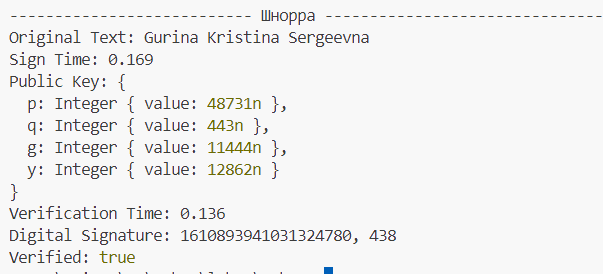 -------------------------- Шнорра ------------------------------
Original Text: Gurina Kristina Sergeevna
Sign Time: 0.169
Public Key: {
  p: Integer { value: 48731n },
  q: Integer { value: 443n },
  g: Integer { value: 11444n },
  y: Integer { value: 12862n }
}
Verification Time: 0.136
Digital Signature: 1610893941031324780, 438
Verified: true